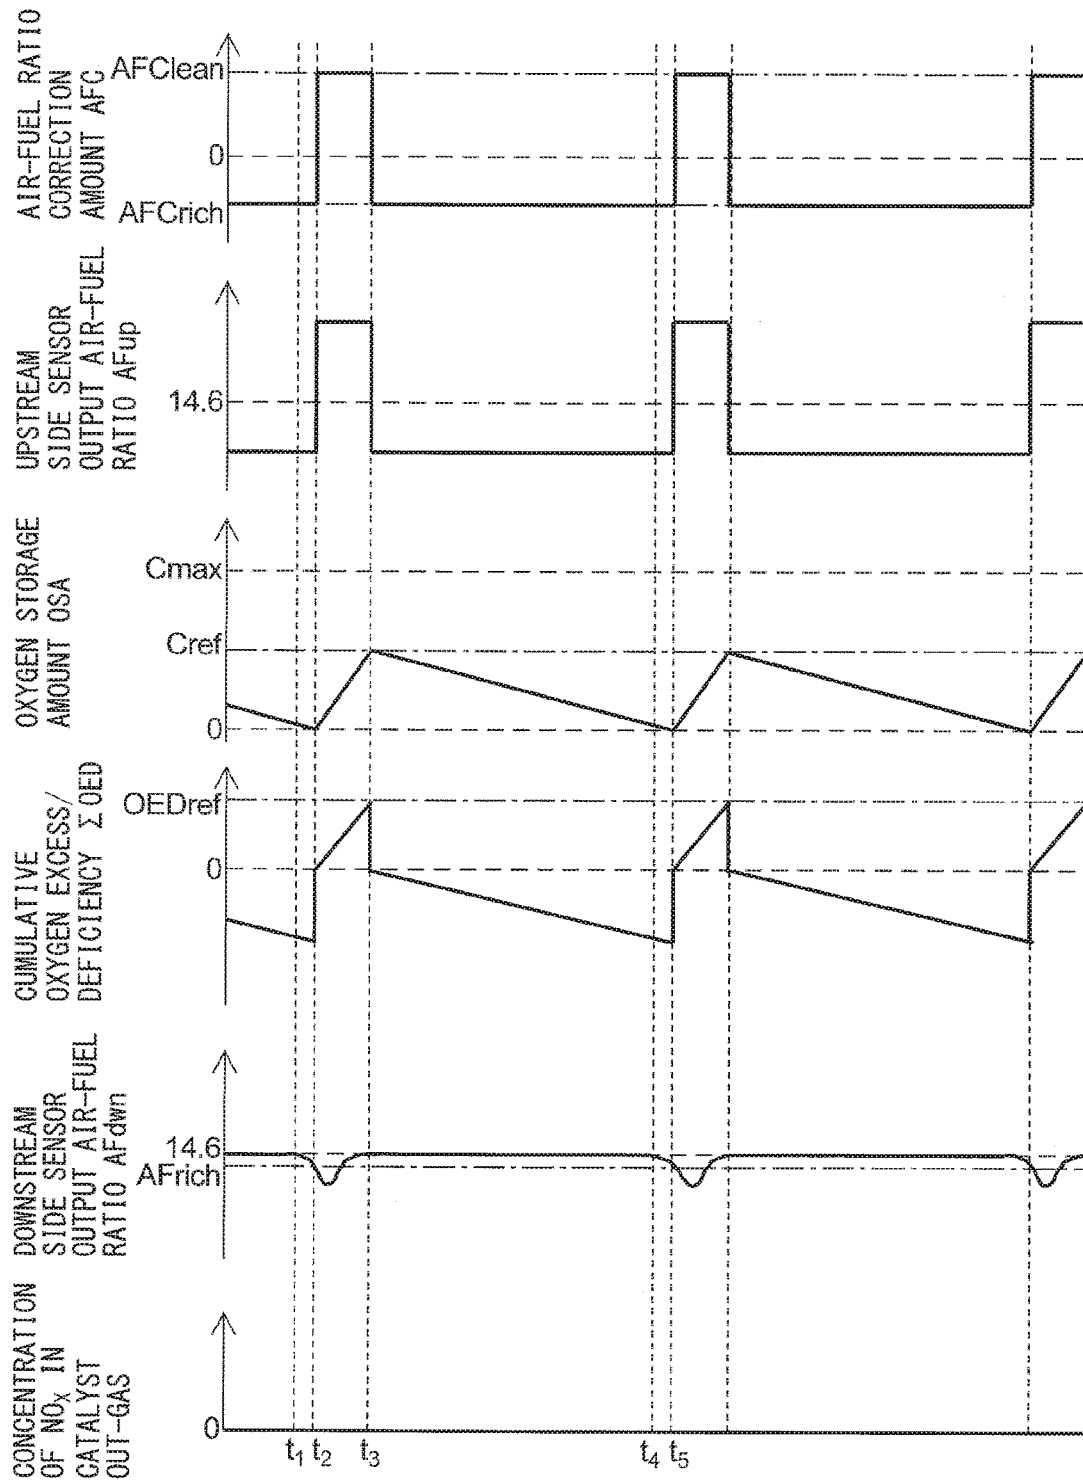 AIR-FUEL RATIO
CORRECTION
AMOUNT AFC
AFClean
0
AFCrich
UPSTREAM
SIDE SENSOR
OUTPUT AIR-FUEL
RATIO AFup
14.6
OXYGEN STORAGE
AMOUNT OSA
Cmax
Cref
0
CUMULATIVE
OXYGEN EXCESS/
DEFICIENCY ΣOED
OEDref
0
DOWNSTREAM
SIDE SENSOR
OUTPUT AIR-FUEL
RATIO AFdwn
14.6
AFrich
CONCENTRATION
OF NOX IN
CATALYST
OUT-GAS
0
t1 t2 t3 t4 t5